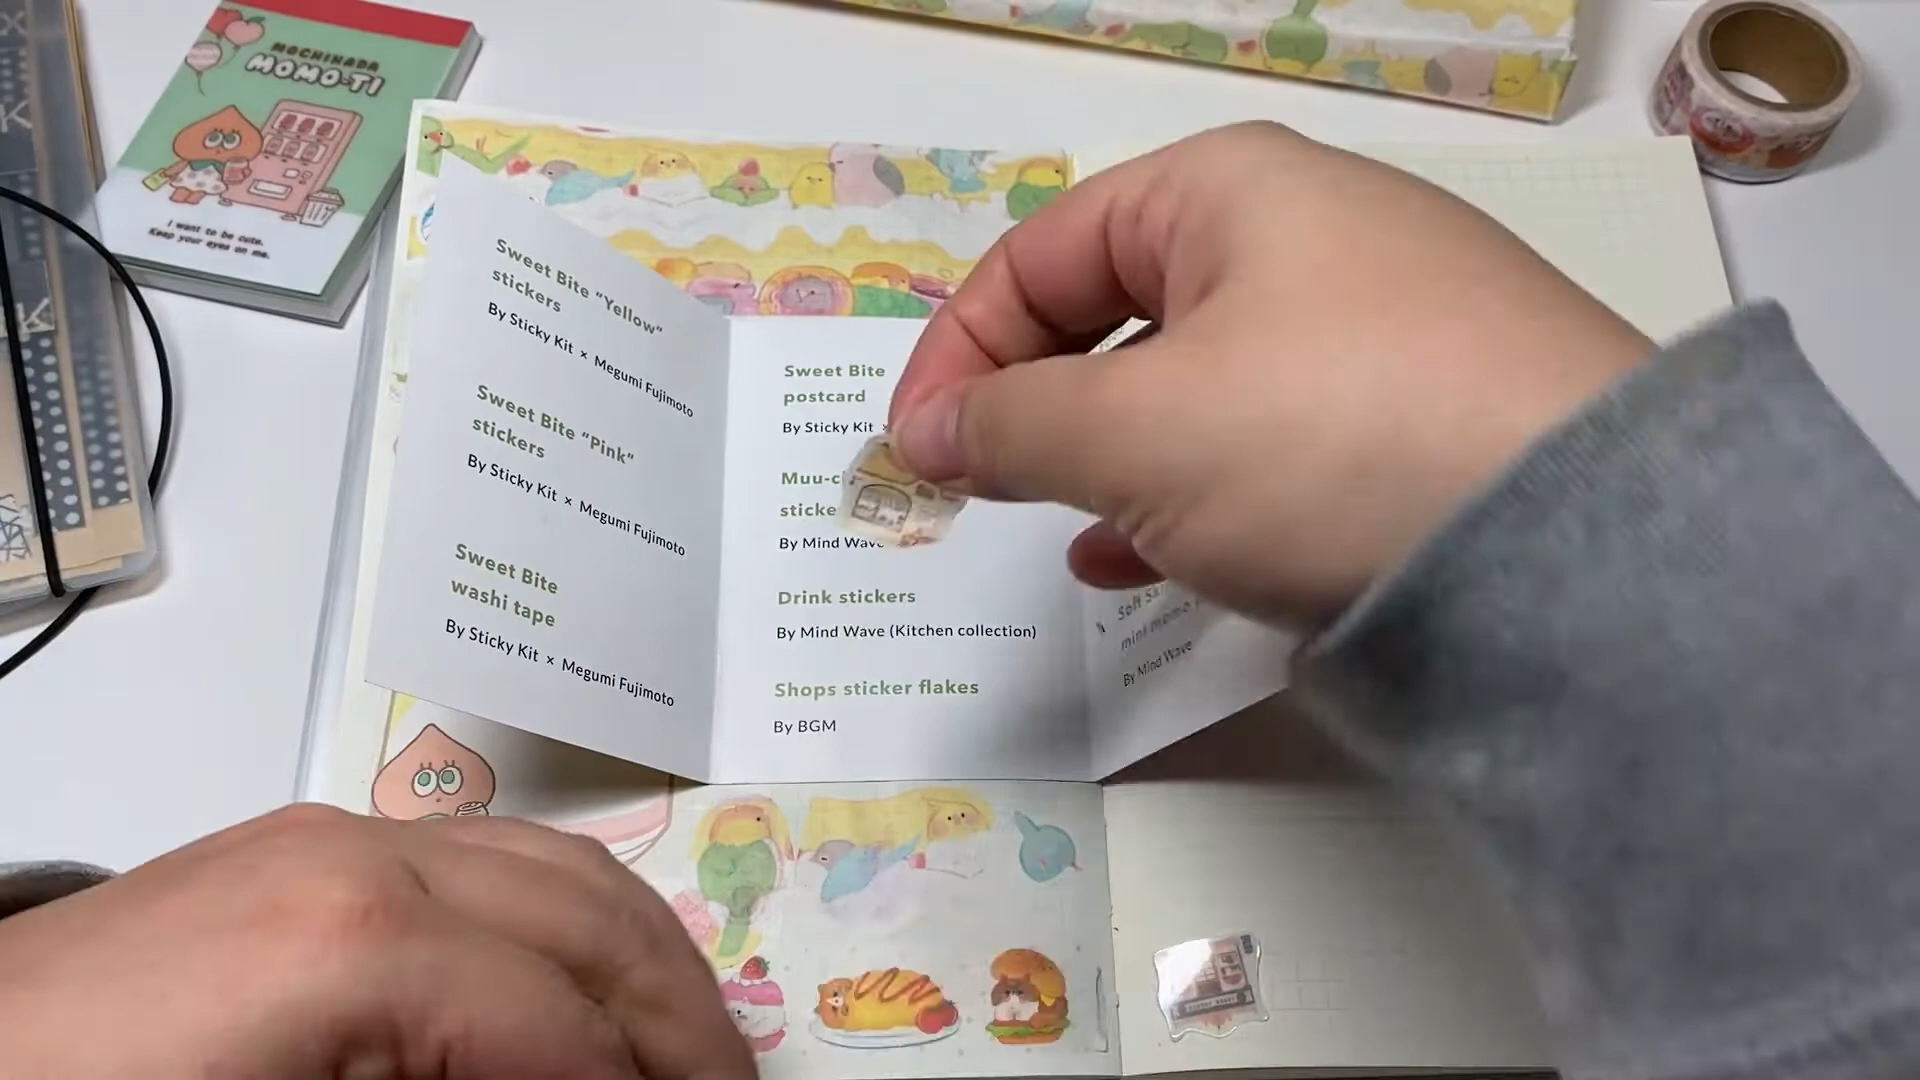 MOCHIHADA
MOMO-TI
I want to be cute.
Keep your eyes on me.
Sweet Bite "Yellow"
stickers
By Sticky Kit × Megumi Fujimoto
Sweet Bite "Pink"
stickers
By Sticky Kit × Megumi Fujimoto
Sweet Bite
washi tape
By Sticky Kit × Megumi Fujimoto
Sweet Bite
postcard
By Sticky Kit ×
By Mind Wave
Drink stickers
By Mind Wave (Kitchen collection)
Shops sticker flakes
By BGM
Soft
mini memo
By Mind Wave
K
K